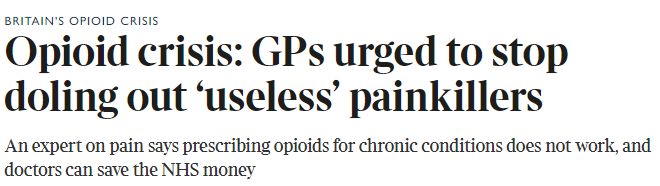 BRITAIN'S OPIOID CRISIS
Opioid crisis: GPs urged to stop
doling out ‘useless’ painkillers
An expert on pain says prescribing opioids for chronic conditions does not work, and
doctors can save the NHS money